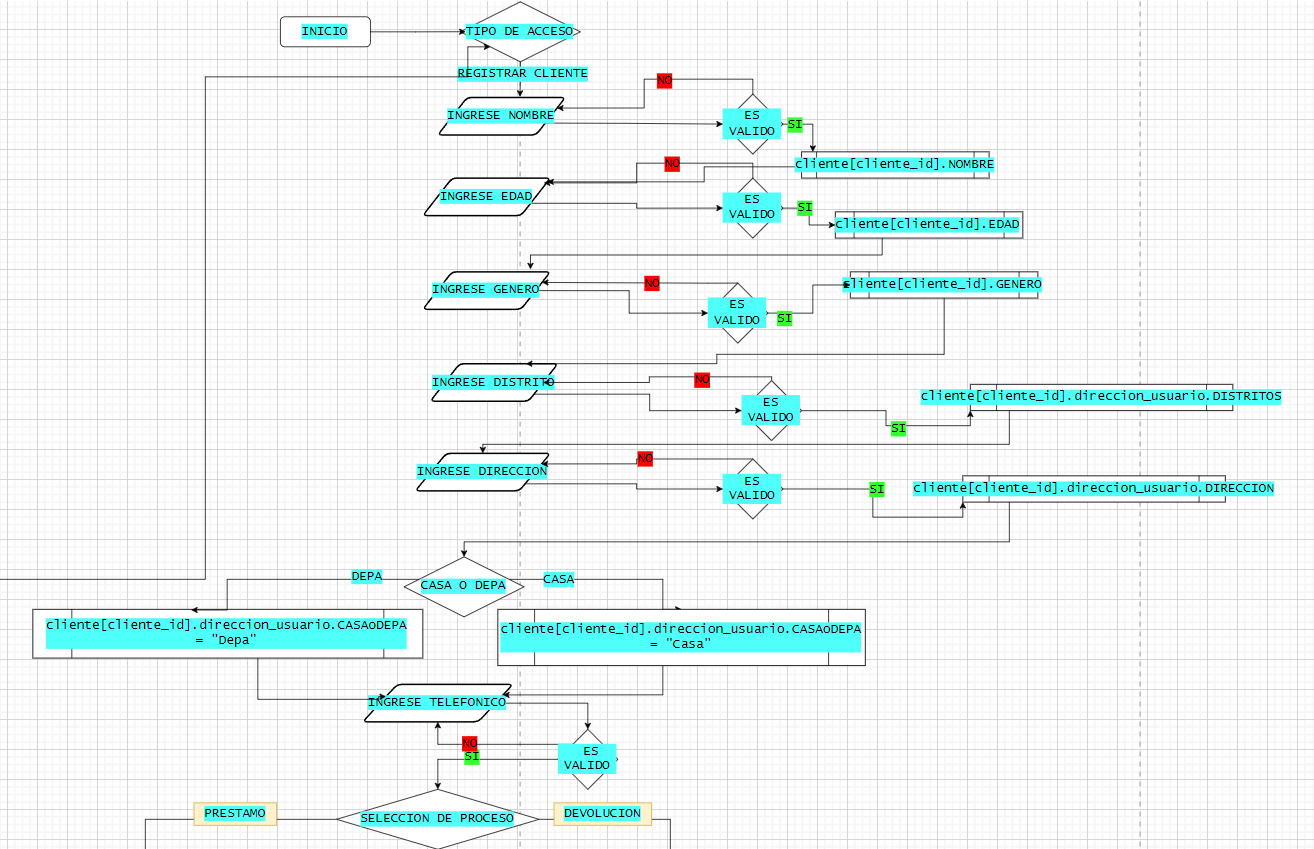 INICIO
TIPO DE ACCESO
REGISTRAR CLIENTE
NO
INGRESE NOMBRE
ES
VALIDO
SI
cliente[cliente_id].NOMBRE
NO
INGRESE EDAD
ES
VALIDO
SI
cliente[cliente_id].EDAD
NO
INGRESE GENERO
cliente[cliente_id].GENERO
ES
VALIDO
SI
NO
INGRESE DISTRITO
ES
VALIDO
SI
cliente[cliente_id].direccion_usuario.DISTRITOS
NO
INGRESE DIRECCION
ES
VALIDO
SI
cliente[cliente_id].direccion_usuario.DIRECCION
DEPA
CASA O DEPA
CASA
cliente[cliente_id].direccion_usuario.CASAoDEPA
= "Depa"
cliente[cliente_id].direccion_usuario.CASAoDEPA
= "Casa"
INGRESE TELEFONICO
NO
SI
ES
VALIDO
PRESTAMO
SELECCION DE PROCESO
DEVOLUCION